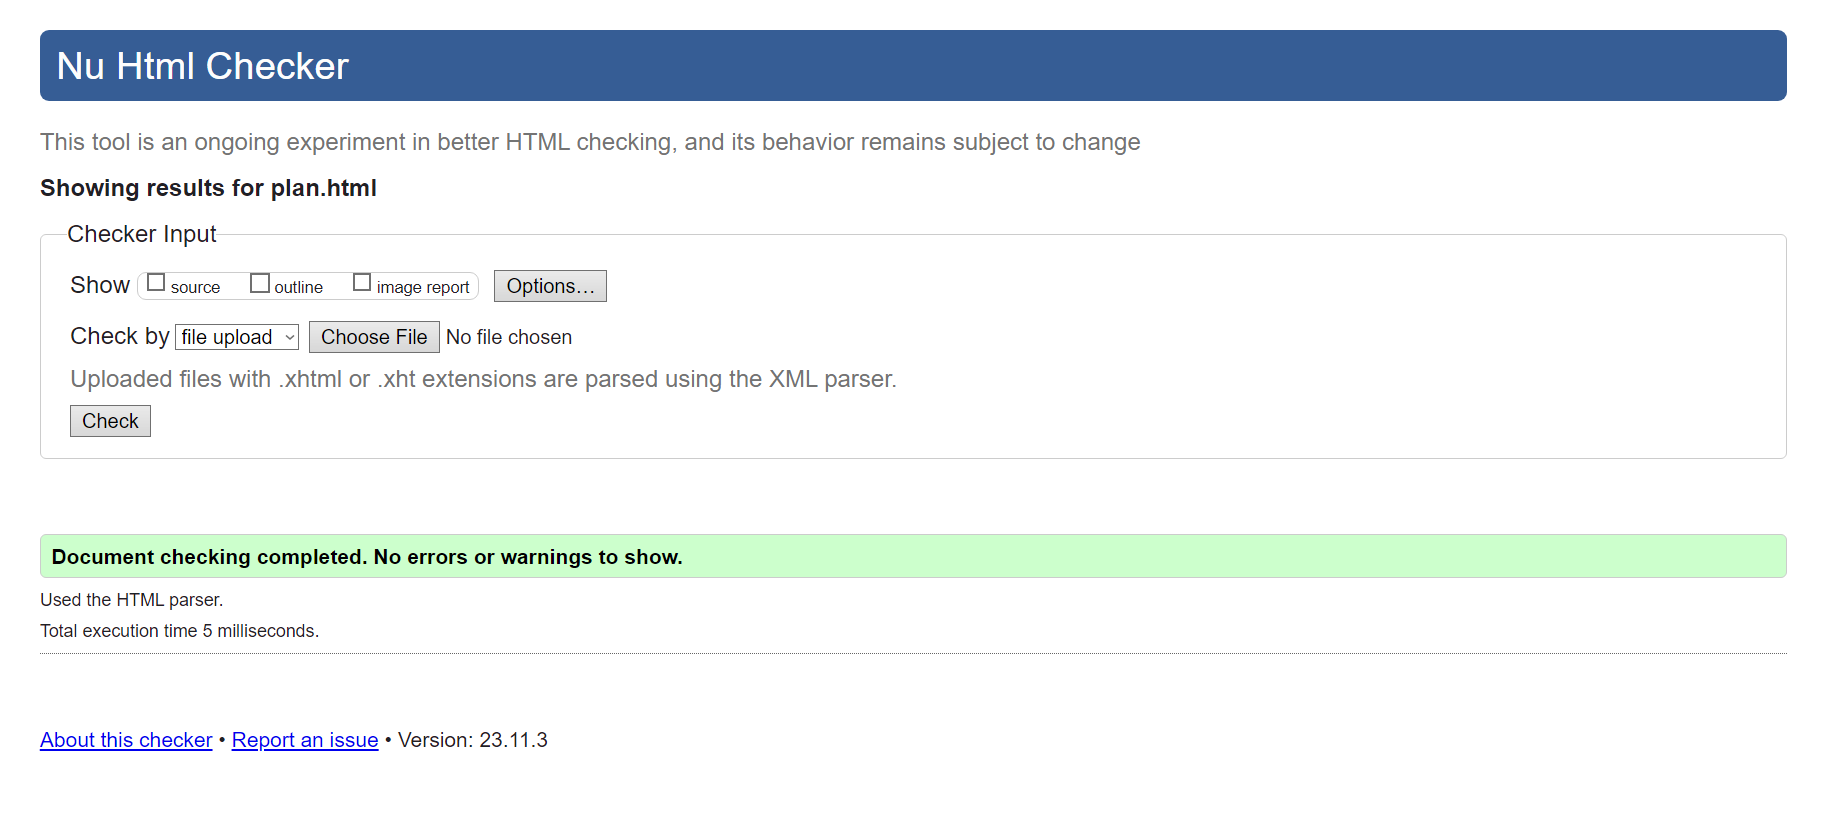 Nu Html Checker
This tool is an ongoing experiment in better HTML checking, and its behavior remains subject to change
Showing results for plan.html
Checker Input
Show source outline image report Options...
Check by file upload Choose File No file chosen
Uploaded files with .xhtml or .xht extensions are parsed using the XML parser.
Check
Document checking completed. No errors or warnings to show.
Used the HTML parser.
Total execution time 5 milliseconds.
About this checker • Report an issue • Version: 23.11.3